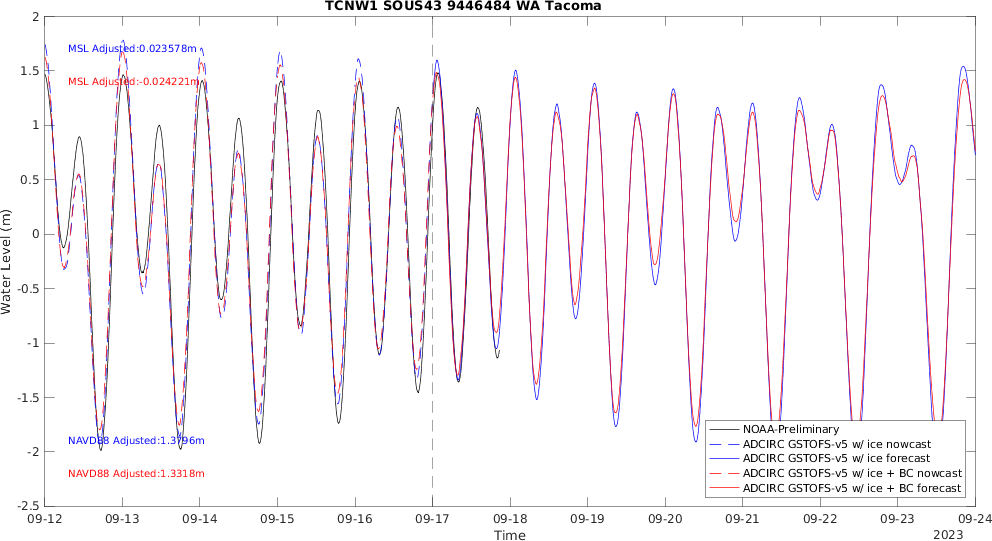 TCNW1 SOUS43 9446484 WA Tacoma
2
1.5
1
0.5
0
-0.5
-1
-1.5
-2
-2.5
Water Level (m)
MSL Adjusted:0.023578m
MSL Adjusted:-0.024221m
NAVD88 Adjusted:1.3796m
NAVD88 Adjusted:1.3318m
NOAA-Preliminary
ADCIRC GSTOFS-v5 w/ ice nowcast
ADCIRC GSTOFS-v5 w/ ice forecast
ADCIRC GSTOFS-v5 w/ ice + BC nowcast
ADCIRC GSTOFS-v5 w/ ice + BC forecast
09-12 09-13 09-14 09-15 09-16 09-17 09-18 09-19 09-20 09-21 09-22 09-23 09-24
Time
2023